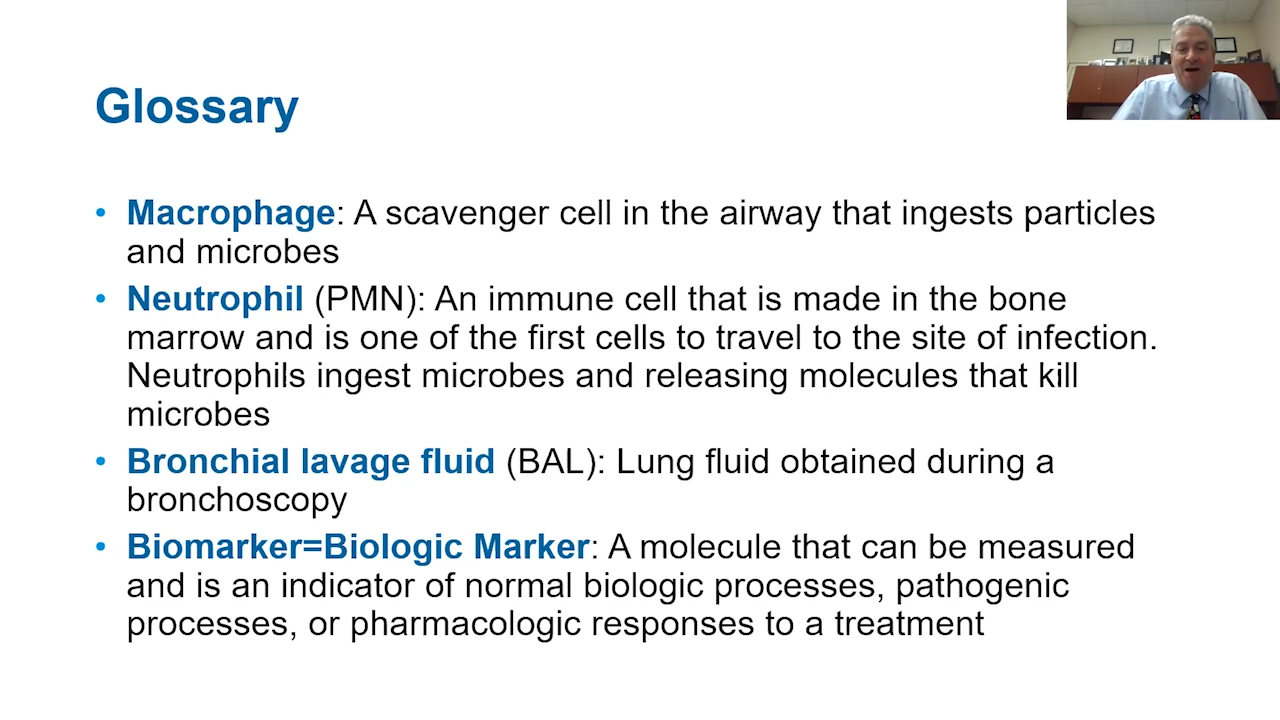 Glossary
• Macrophage: A scavenger cell in the airway that ingests particles
and microbes
• Neutrophil (PMN): An immune cell that is made in the bone
marrow and is one of the first cells to travel to the site of infection.
Neutrophils ingest microbes and releasing molecules that kill
microbes
• Bronchial lavage fluid (BAL): Lung fluid obtained during a
bronchoscopy
• Biomarker=Biologic Marker: A molecule that can be measured
and is an indicator of normal biologic processes, pathogenic
processes, or pharmacologic responses to a treatment